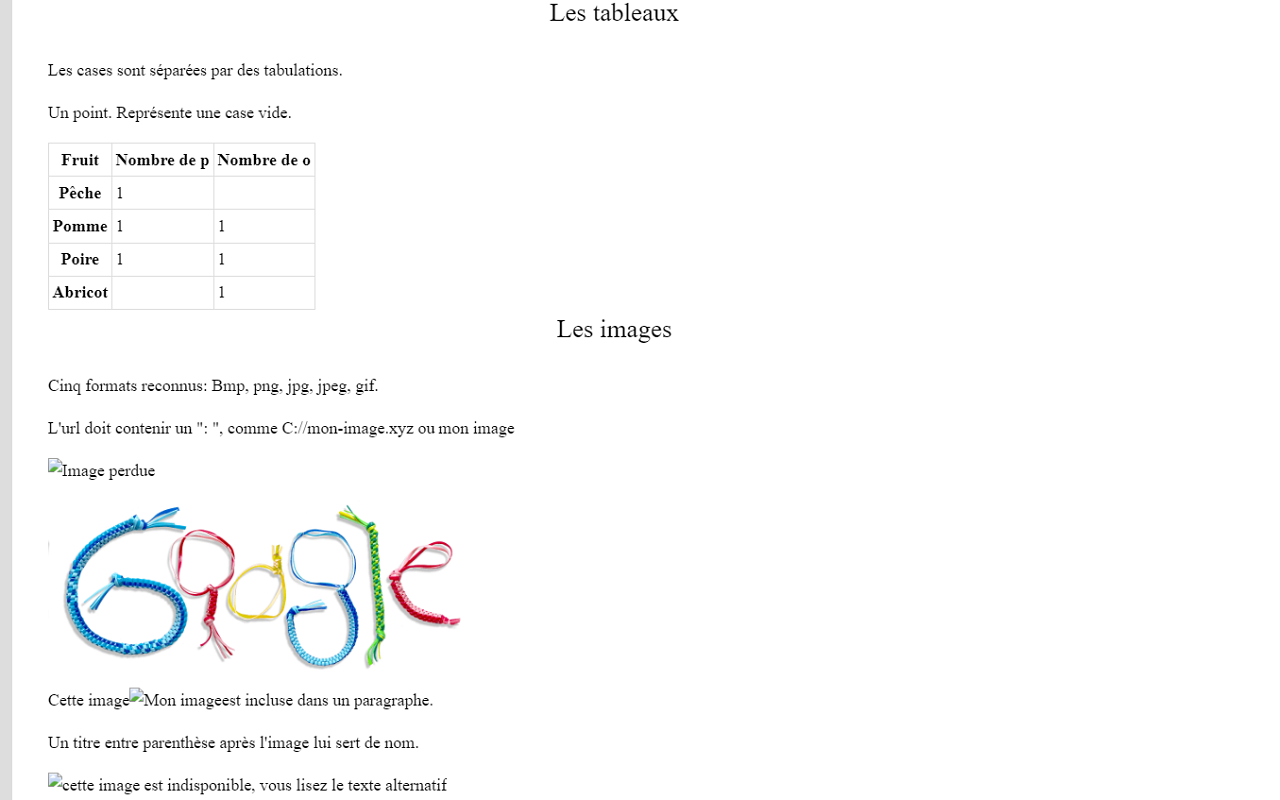 Les tableaux
Les cases sont séparées par des tabulations.
Un point. Représente une case vide.
Fruit Nombre de p Nombre de o
Pêche 1
Pomme 1 1
Poire 1 1
Abricot 1
Les images
Cinq formats reconnus: Bmp, png, jpg, jpeg, gif.
L'url doit contenir un ": ", comme C://mon-image.xyz ou mon image
Image perdue
Google
Cette image Mon imageest incluse dans un paragraphe.
Un titre entre parenthèse après l'image lui sert de nom.
cette image est indisponible, vous lisez le texte alternatif